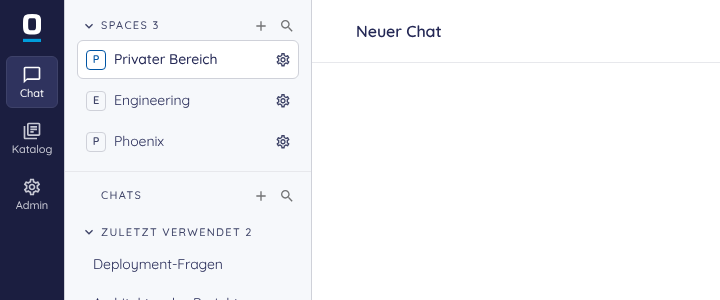 O
Chat
Katalog
Admin
SPACES 3
P Privater Bereich
E Engineering
P Phoenix
CHATS
ZULETZT VERWENDET 2
Deployment-Fragen
Neuer Chat